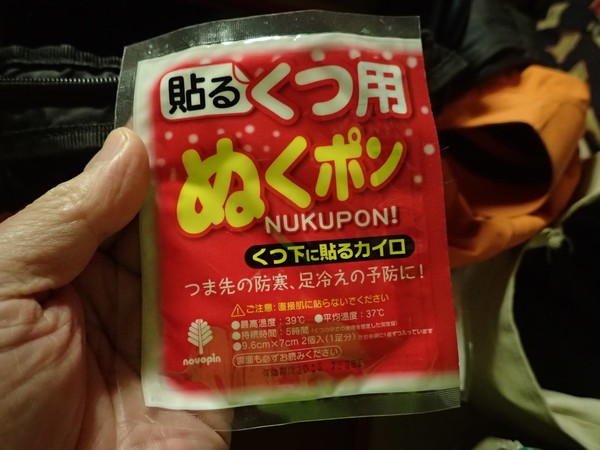 貼る くつ用
ぬくポン
NUKUPON!
くつ下に貼るカイロ
つま先の防寒、足冷えの予防に!
ご注意:直接肌に貼らないでください
●最高温度:39℃ ●平均温度:37℃
●持続時間:5時間
●9.6cm×7cm 2個入(1足分)
裏面も必ずお読みください
novopin